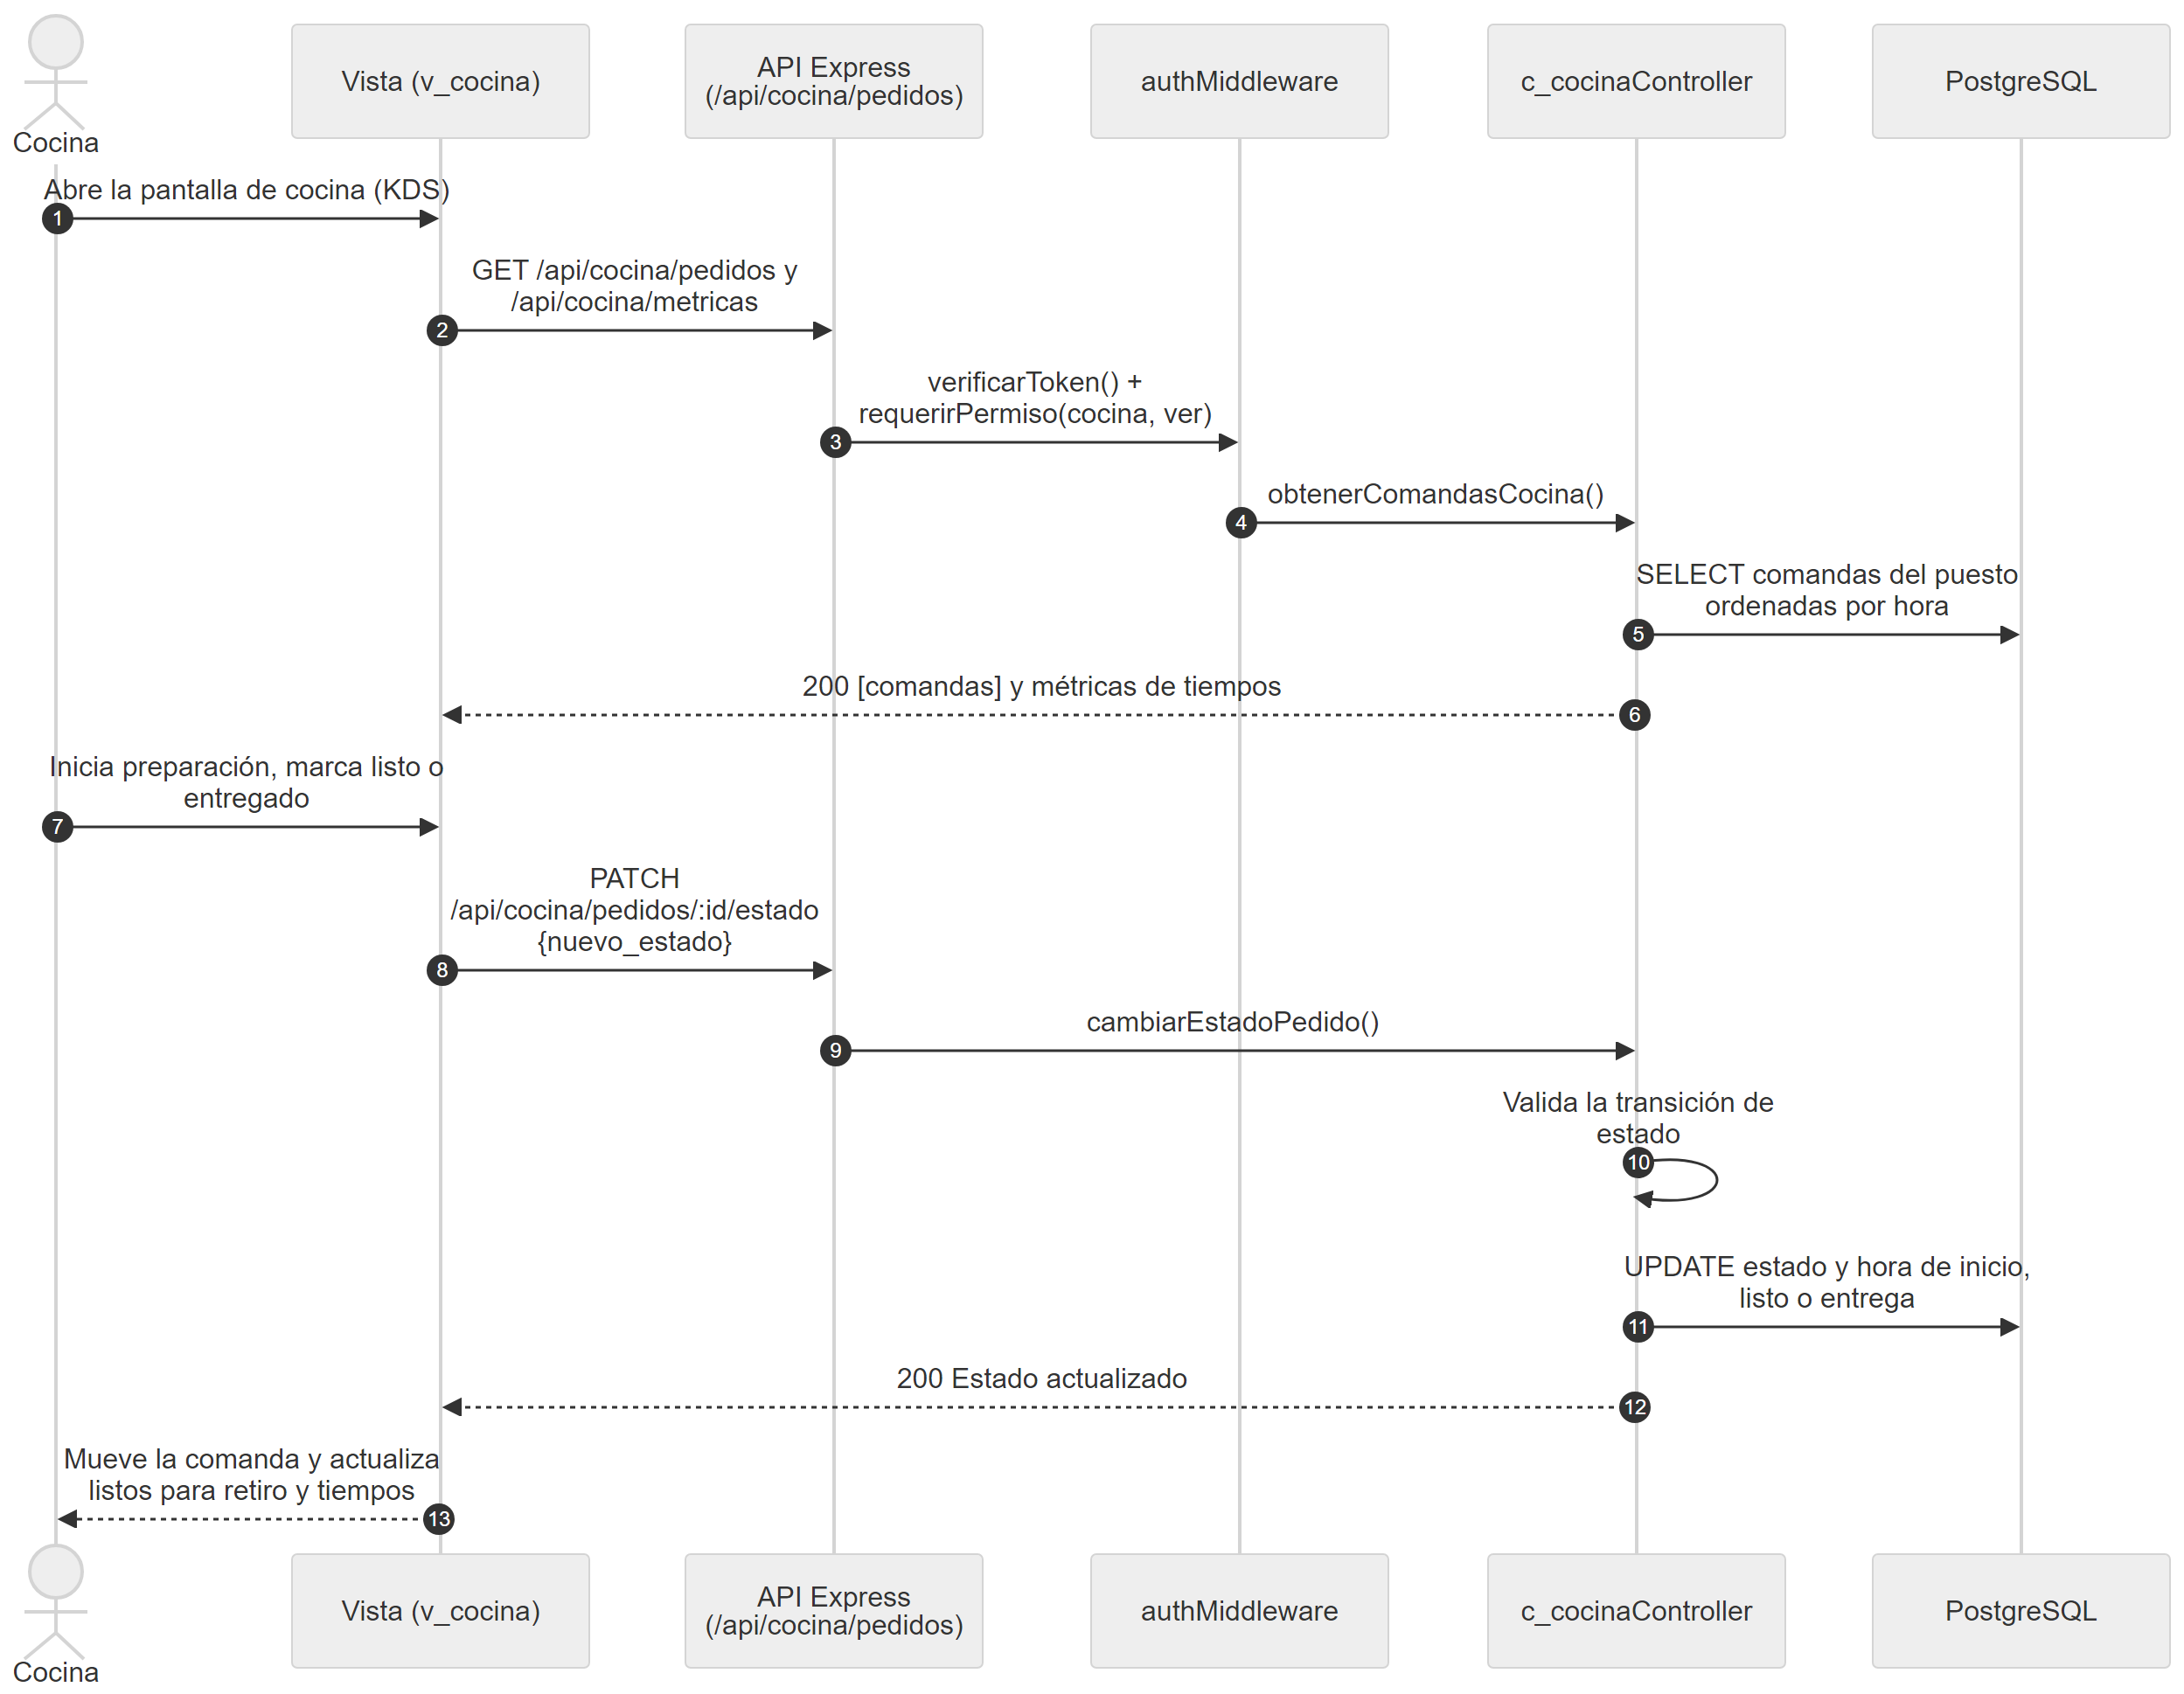 Cocina
Vista (v_cocina)
API Express
(/api/cocina/pedidos)
authMiddleware
c_cocinaController
PostgreSQL
Abre la pantalla de cocina (KDS)
1
GET /api/cocina/pedidos y
/api/cocina/metricas
2
verificarToken() +
requerirPermiso(cocina, ver)
3
obtenerComandasCocina()
4
SELECT comandas del puesto
ordenadas por hora
5
200 [comandas] y métricas de tiempos
6
Inicia preparación, marca listo o
entregado
7
PATCH
/api/cocina/pedidos/:id/estado
{nuevo_estado}
8
cambiarEstadoPedido()
9
Valida la transición de
estado
10
UPDATE estado y hora de inicio,
listo o entrega
11
200 Estado actualizado
12
Mueve la comanda y actualiza
listos para retiro y tiempos
13
Cocina
Vista (v_cocina)
API Express
(/api/cocina/pedidos)
authMiddleware
c_cocinaController
PostgreSQL